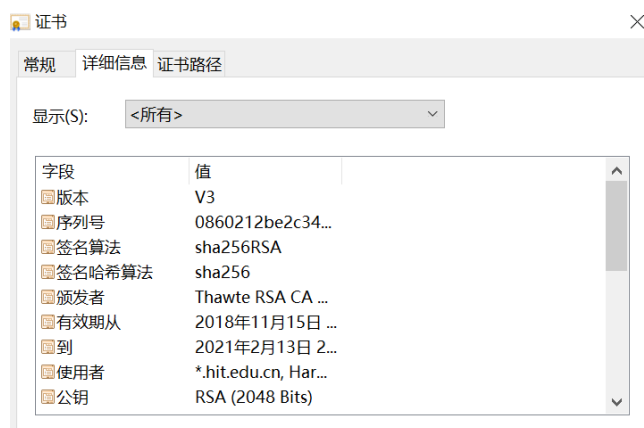 证书
常规 详细信息 证书路径
显示(S): <所有>
字段 值
版本 V3
序列号 0860212be2c34...
签名算法 sha256RSA
签名哈希算法 sha256
颁发者 Thawte RSA CA ...
有效期从 2018年11月15日 ...
到 2021年2月13日 2...
使用者 *.hit.edu.cn, Har...
公钥 RSA (2048 Bits)